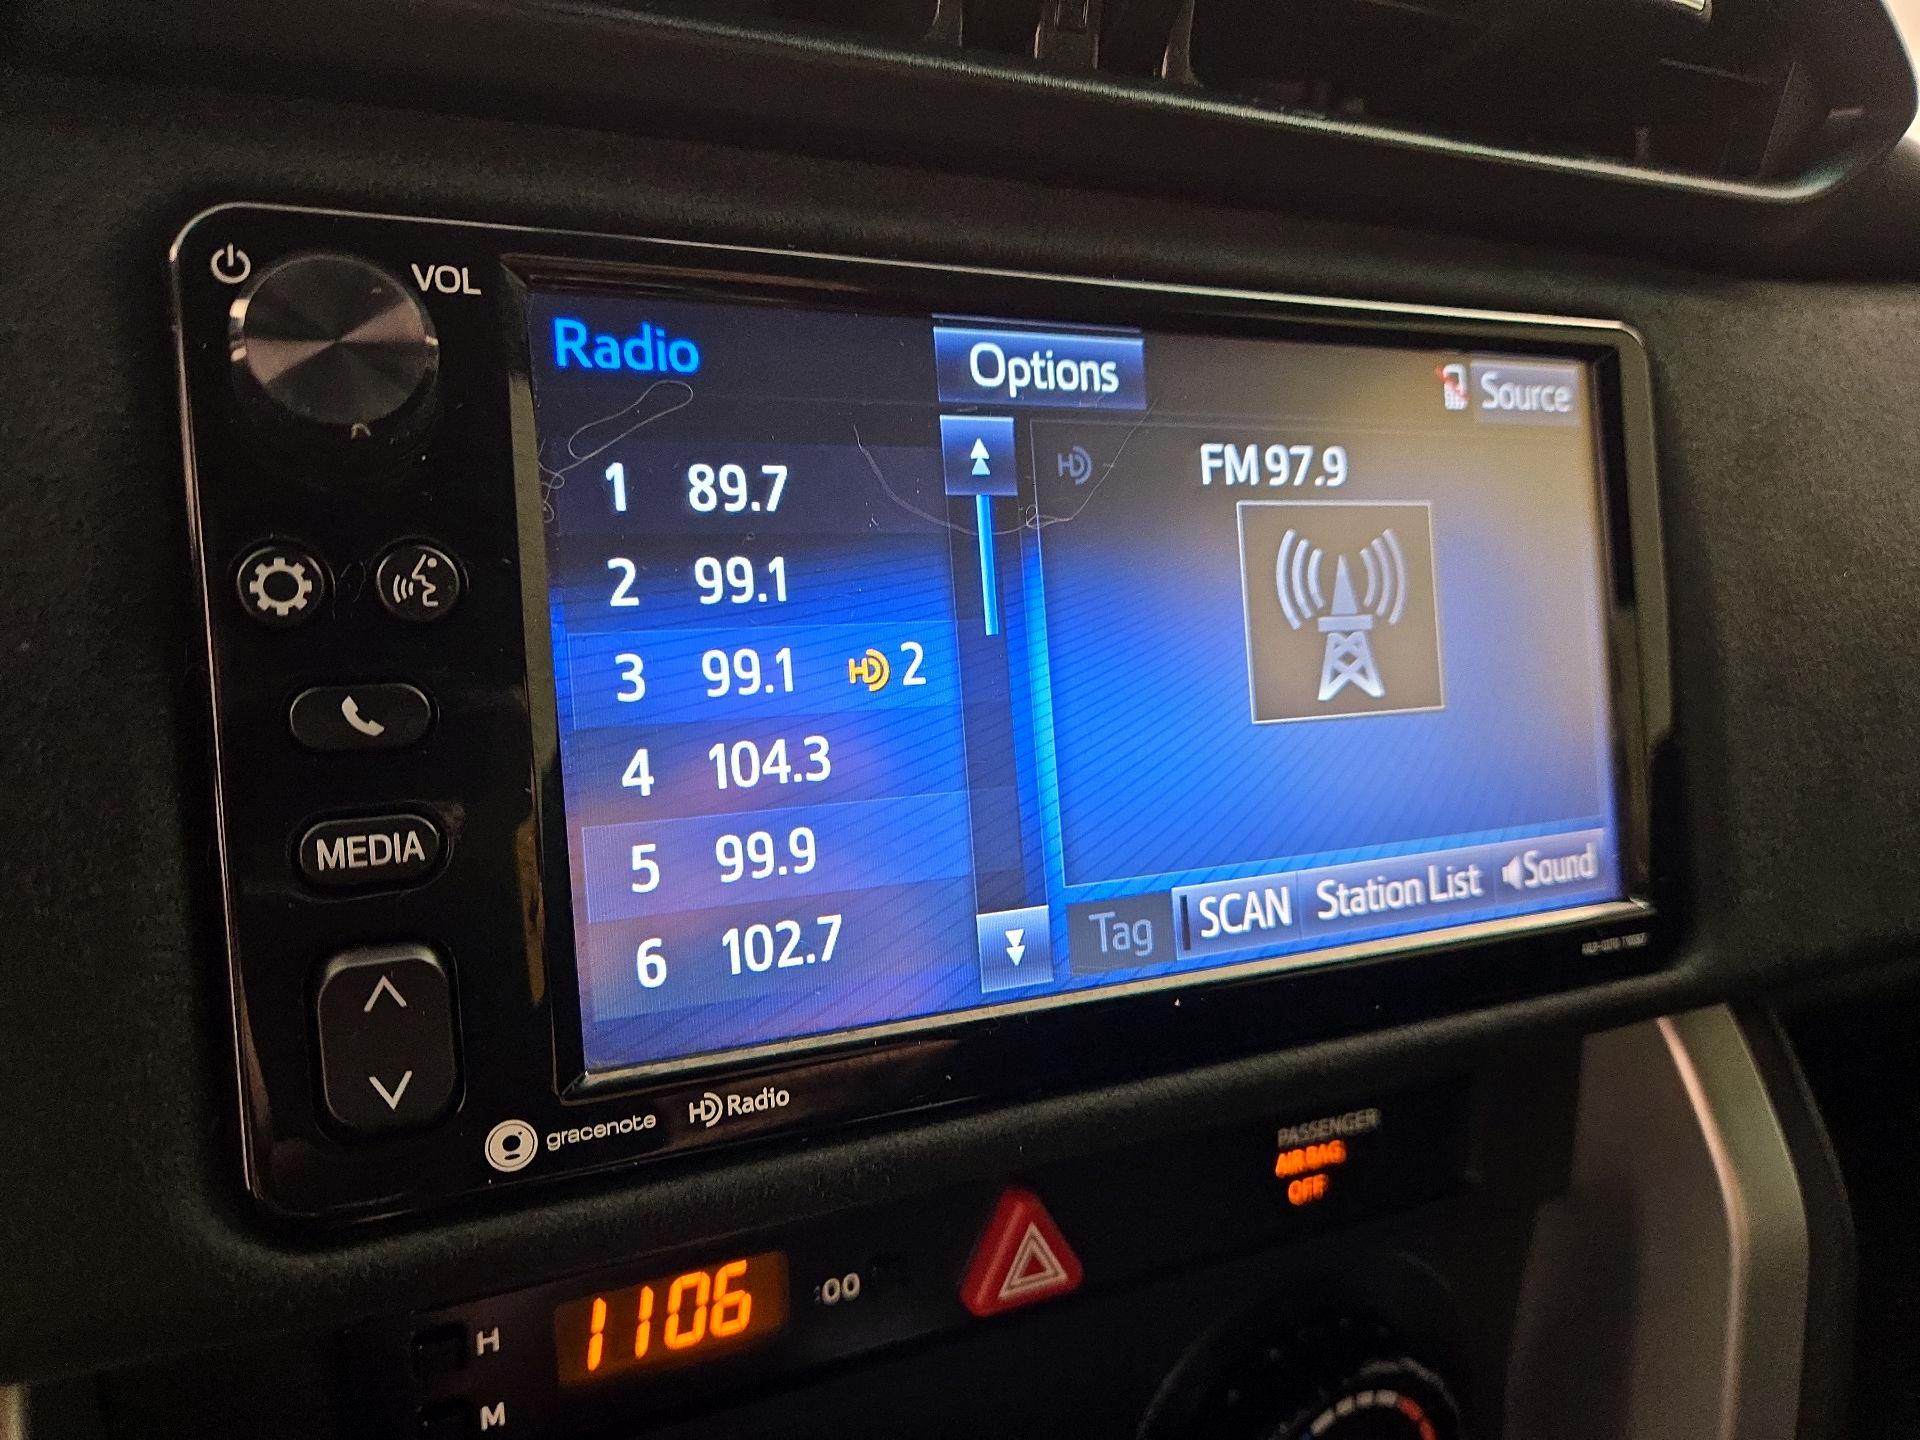 VOL
Radio
Options
Source
1 89.7
2 99.1
3 99.1 HD 2
4 104.3
5 99.9
6 102.7
HD
FM 97.9
Tag
SCAN
Station List
Sound
MEDIA
gracenote
HD Radio
PASSENGER
AIRBAG
OFF
H
1106
:00
M